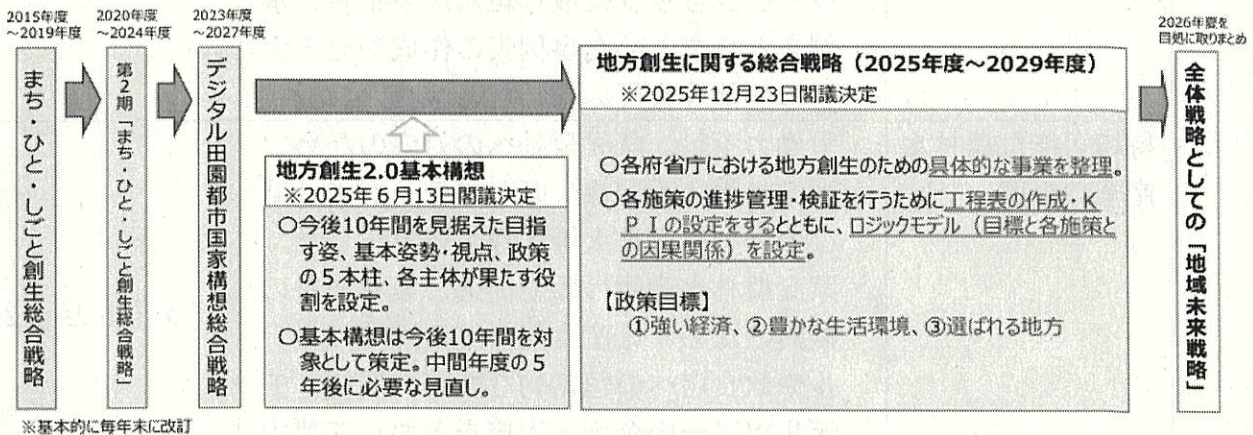 2015年度
～2019年度
まち・ひと・しごと創生総合戦略
2020年度
～2024年度
第2期「まち・ひと・しごと創生総合戦略」
2023年度
～2027年度
デジタル田園都市国家構想総合戦略
地方創生2.0基本構想
※2025年6月13日閣議決定
○今後10年間を見据えた目指
す姿、基本姿勢・視点、政策
の5本柱、各主体が果たす役
割を設定。
○基本構想は今後10年間を対
象として策定。中間年度の5
年後に必要な見直し。
地方創生に関する総合戦略（2025年度～2029年度）
※2025年12月23日閣議決定
○各府省庁における地方創生のための具体的な事業を整理。
○各施策の進捗管理・検証を行うために工程表の作成・K
PIの設定をするとともに、ロジックモデル（目標と各施策と
の因果関係）を設定。
【政策目標】
①強い経済、②豊かな生活環境、③選ばれる地方
2026年夏を
目処に取りまとめ
全体戦略としての「地域未来戦略」
※基本的に毎年末に改訂